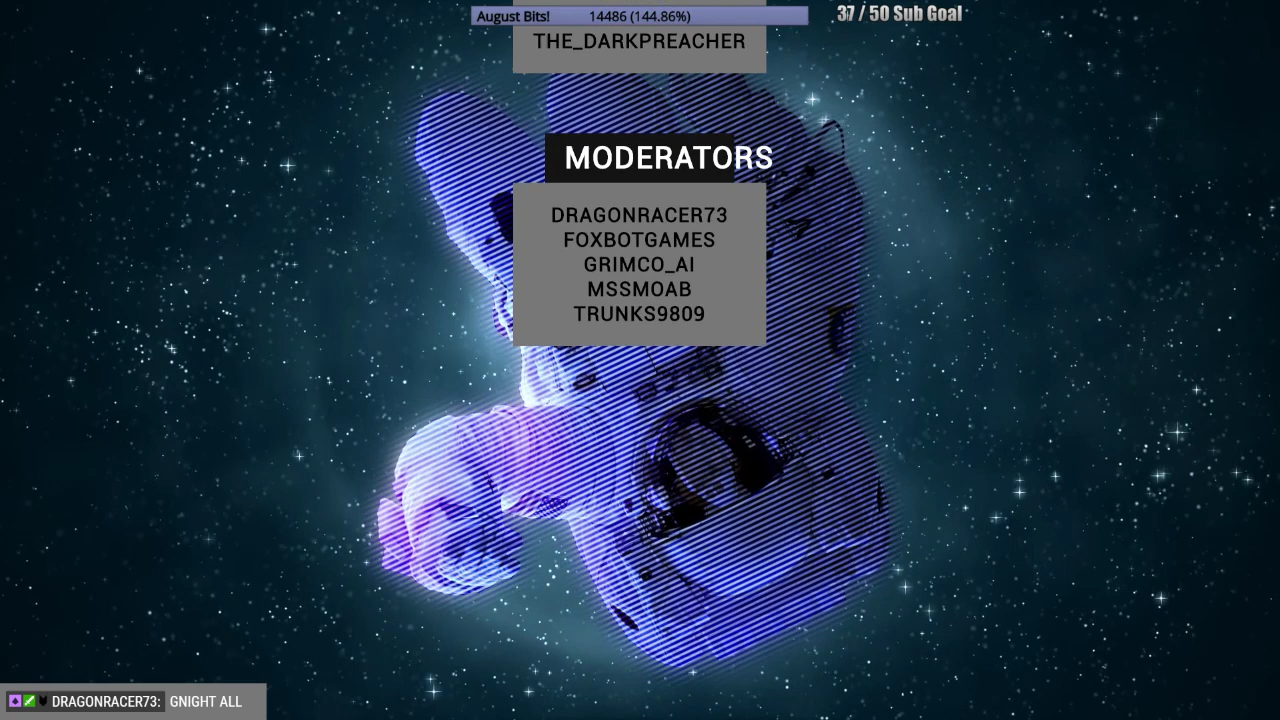 August Bits! 14486 (144.86%)
37 / 50 Sub Goal
THE_DARKPREACHER
MODERATORS
DRAGONRACER73
FOXBOTGAMES
GRIMCO_AI
MSSMOAB
TRUNKS9809
DRAGONRACER73: GNIGHT ALL